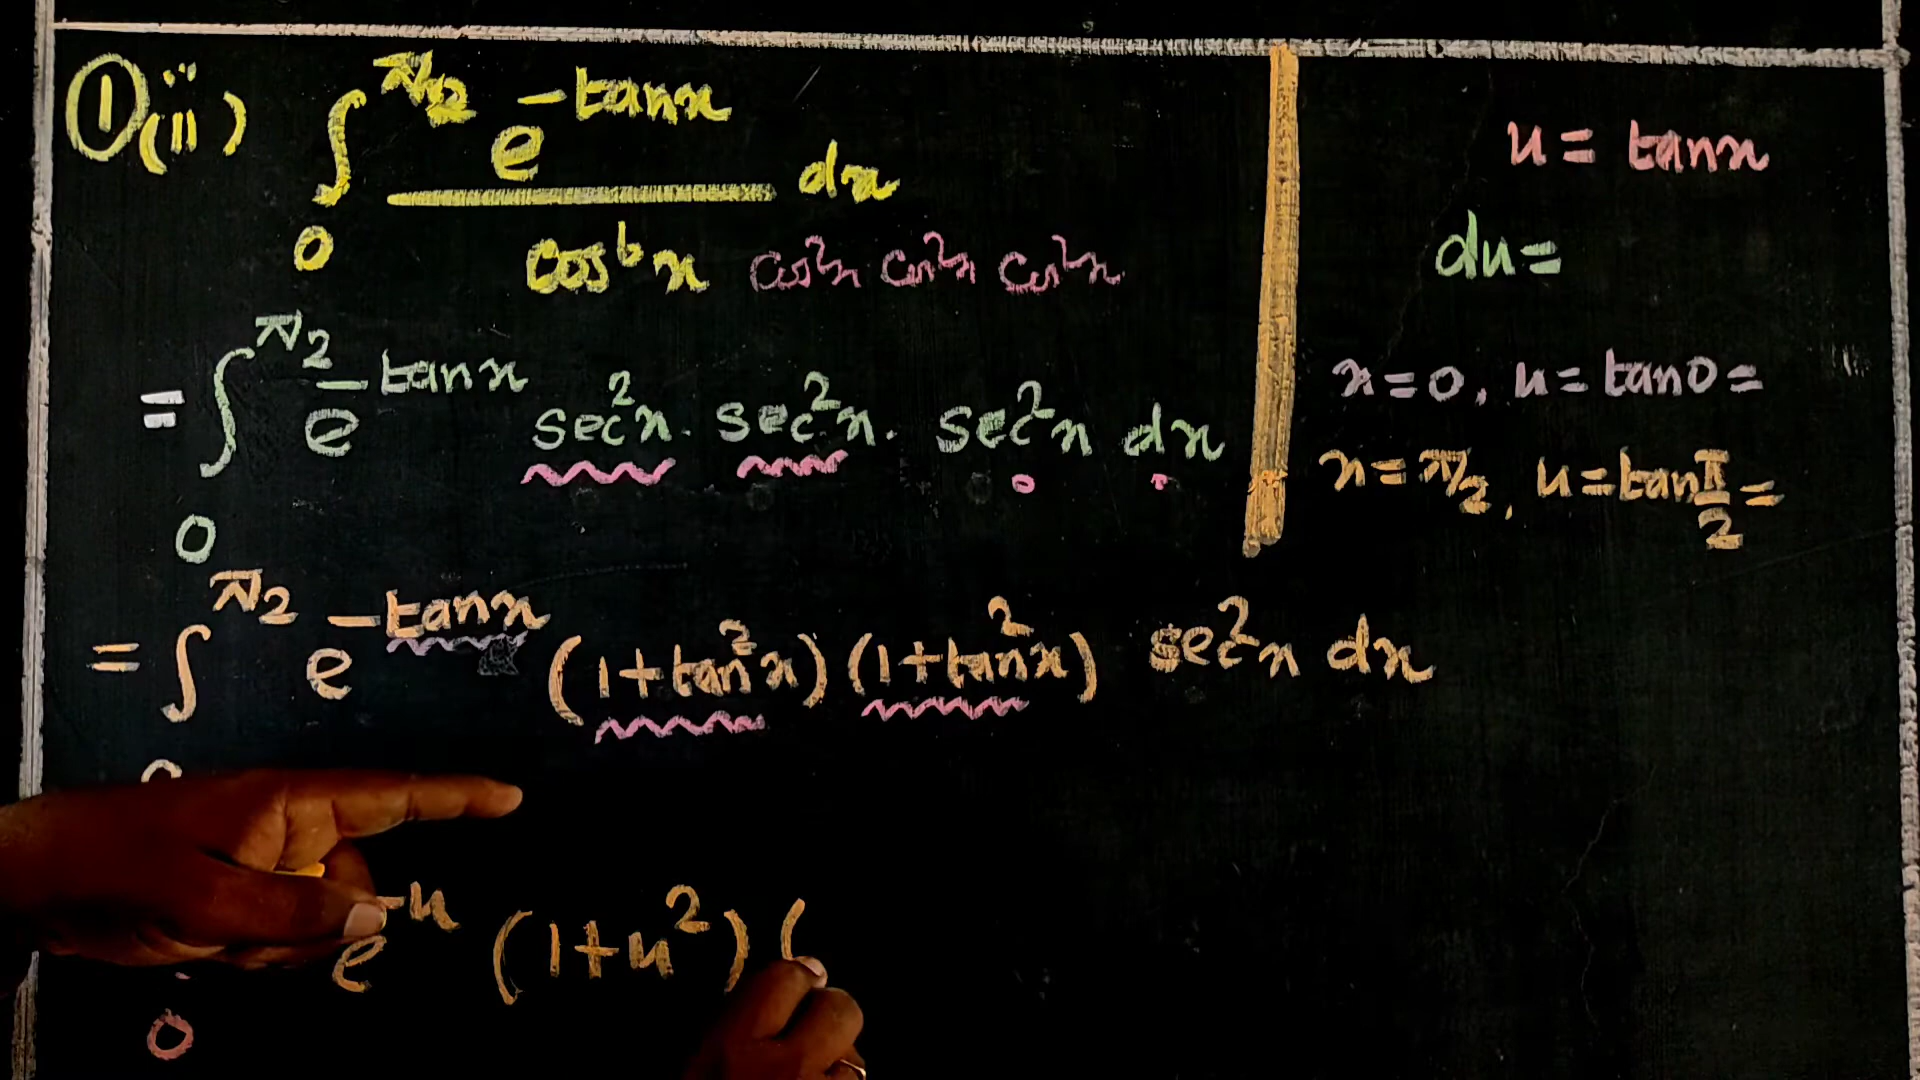 ① (ii) ∫₀^(π/2) e^(-tanx) / cos⁶x dx
cos²x cos²x cos²x
= ∫₀^(π/2) e^(-tanx) sec²x . sec²x . sec²x dx
= ∫₀^(π/2) e^(-tanx) (1+tan²x) (1+tan²x) sec²x dx
e^(-u) (1+u²) (
0
u = tanx
du =
x=0, u = tan0 =
x = π/2, u = tan π/2 =